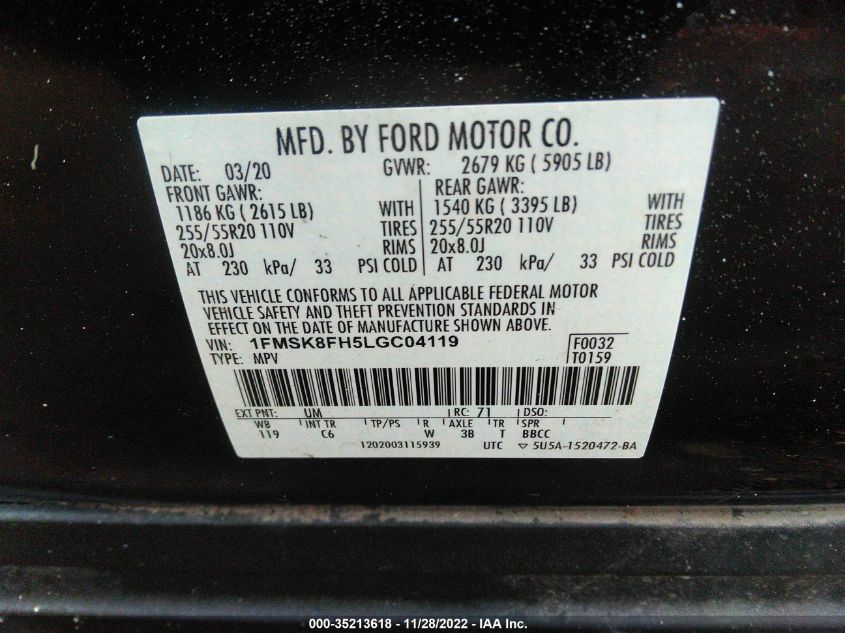 MFD. BY FORD MOTOR CO.
DATE: 03/20 GVWR: 2679 KG ( 5905 LB)
FRONT GAWR: REAR GAWR:
1186 KG ( 2615 LB) WITH 1540 KG ( 3395 LB) WITH
255/55R20 110V TIRES 255/55R20 110V TIRES
20x8.0J RIMS 20x8.0J RIMS
AT 230 kPa/ 33 PSI COLD AT 230 kPa/ 33 PSI COLD
THIS VEHICLE CONFORMS TO ALL APPLICABLE FEDERAL MOTOR
VEHICLE SAFETY AND THEFT PREVENTION STANDARDS IN
EFFECT ON THE DATE OF MANUFACTURE SHOWN ABOVE.
VIN: 1FMSK8FH5LGC04119 F0032
TYPE: MPV T0159
EXT PNT: UM RC: 71 DSO:
WB INT TR TP/PS R AXLE TR SPR
119 C6 W 3B T BBCC
1202003115939 UTC ▽ 5U5A-1520472-BA
000-35213618 - 11/28/2022 - IAA Inc.